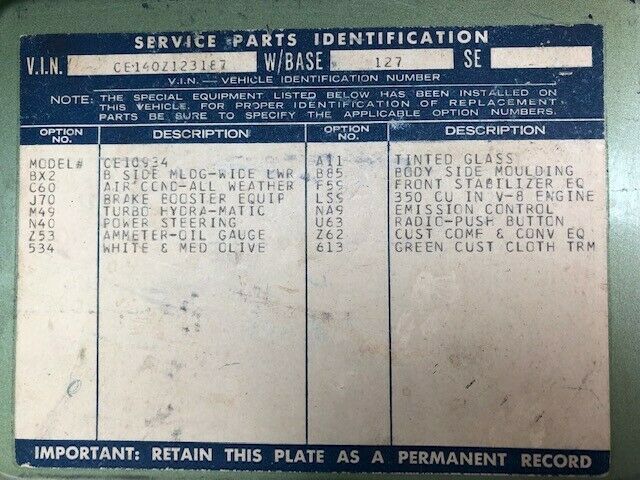 SERVICE PARTS IDENTIFICATION
V.I.N. CE140Z123187 W/BASE 127 SE
V.I.N. — VEHICLE IDENTIFICATION NUMBER
NOTE: THE SPECIAL EQUIPMENT LISTED BELOW HAS BEEN INSTALLED ON
THIS VEHICLE. FOR PROPER IDENTIFICATION OF REPLACEMENT
PARTS BE SURE TO SPECIFY THE APPLICABLE OPTION NUMBERS.
OPTION NO. DESCRIPTION OPTION NO. DESCRIPTION
MODEL# CE10934 A11 TINTED GLASS
BX2 B SIDE MLDG-WIDE LWR B85 BODY SIDE MOULDING
C60 AIR COND-ALL WEATHER F59 FRONT STABILIZER EQ
J70 BRAKE BOOSTER EQUIP LS9 350 CU IN V-8 ENGINE
M49 TURBO HYDRA-MATIC NA9 EMISSION CONTROL
N40 POWER STEERING U63 RADIO-PUSH BUTTON
Z53 AMMETER-OIL GAUGE Z62 CUST COMF & CONV EQ
534 WHITE & MED OLIVE 613 GREEN CUST CLOTH TRM
IMPORTANT: RETAIN THIS PLATE AS A PERMANENT RECORD